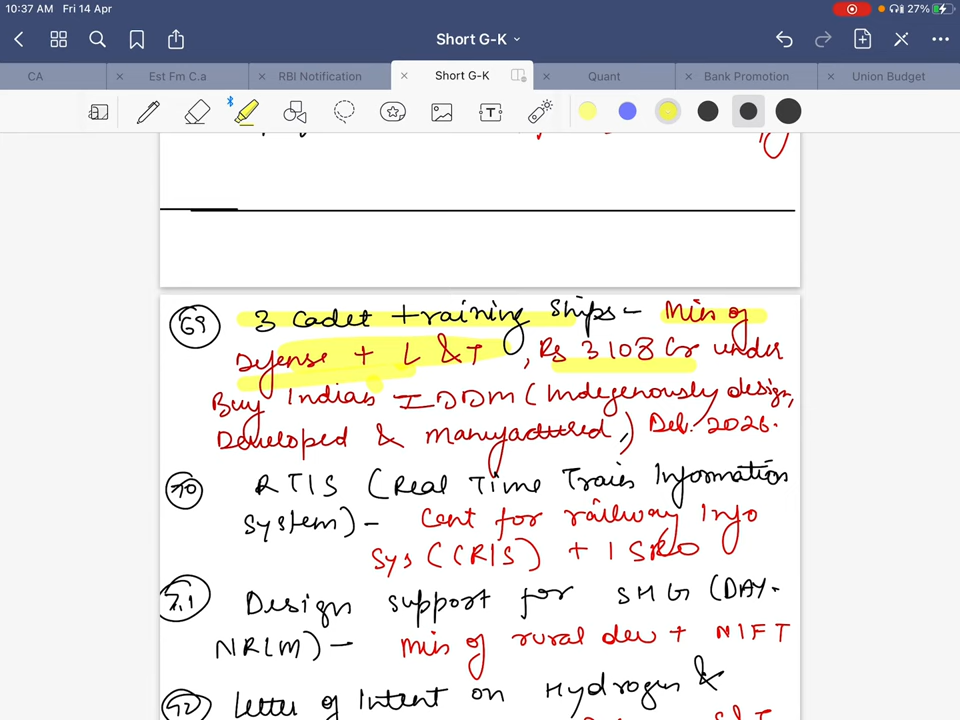 10:37 AM Fri 14 Apr
27%
Short G-K
CA
Est Fm C.a
RBI Notification
Short G-K
Quant
Bank Promotion
Union Budget
69 3 Cadet training Ships - Min of
Defense + L & T, Rs 3108 Cr under
Buy Indian IDDM (Indegenously design,
Developed & Manufactured,) Del. 2026.
70 RTIS (Real Time Train Information
System) - Cent for railway Info
Sys (CRIS) + ISRO
71 Design support for SHG (DAY-
NRLM) - Min of rural dev + NIFT
Letter of Intent on Hydrogen &